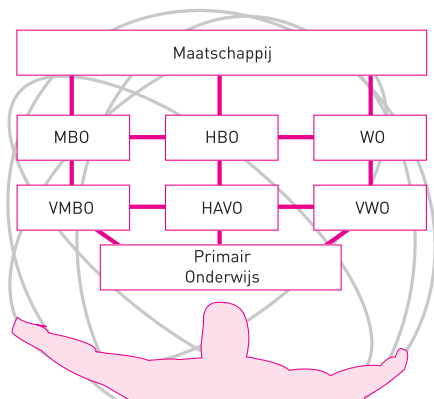 Maatschappij
MBO
HBO
WO
VMBO
HAVO
VWO
Primair
Onderwijs